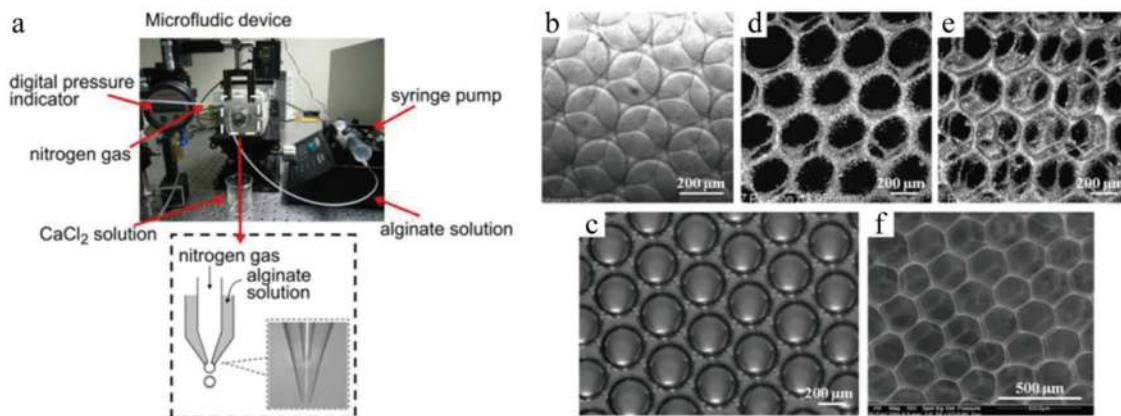 a
Microfludic device
digital pressure
indicator
nitrogen gas
CaCl₂ solution
syringe pump
alginate solution
nitrogen gas
alginate
solution
b
200 μm
d
200 μm
e
200 μm
c
200 μm
f
500 μm